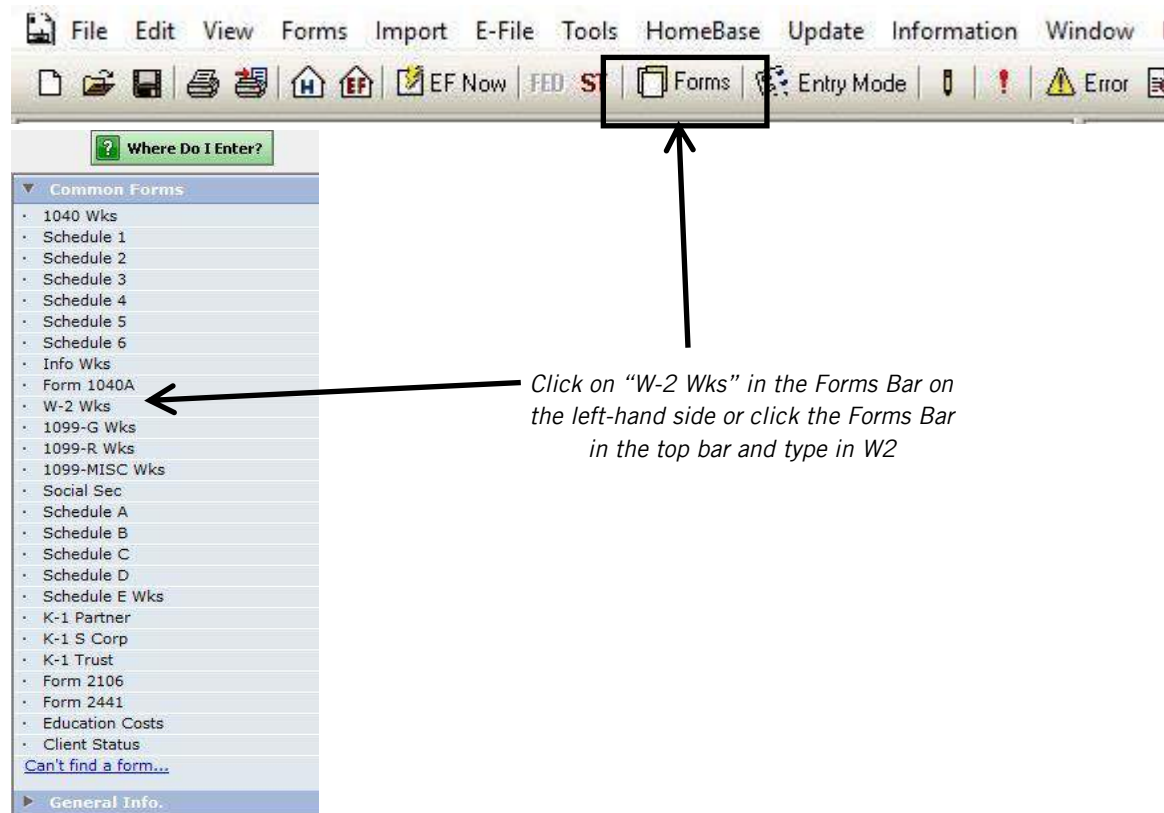 File Edit View Forms Import E-File Tools HomeBase Update Information Window
EF Now FED ST Forms Entry Mode Error
Where Do I Enter?
Common Forms
1040 Wks
Schedule 1
Schedule 2
Schedule 3
Schedule 4
Schedule 5
Schedule 6
Info Wks
Form 1040A
W-2 Wks
1099-G Wks
1099-R Wks
1099-MISC Wks
Social Sec
Schedule A
Schedule B
Schedule C
Schedule D
Schedule E Wks
K-1 Partner
K-1 S Corp
K-1 Trust
Form 2106
Form 2441
Education Costs
Client Status
Can't find a form...
General Info.
Click on “W-2 Wks” in the Forms Bar on
the left-hand side or click the Forms Bar
in the top bar and type in W2